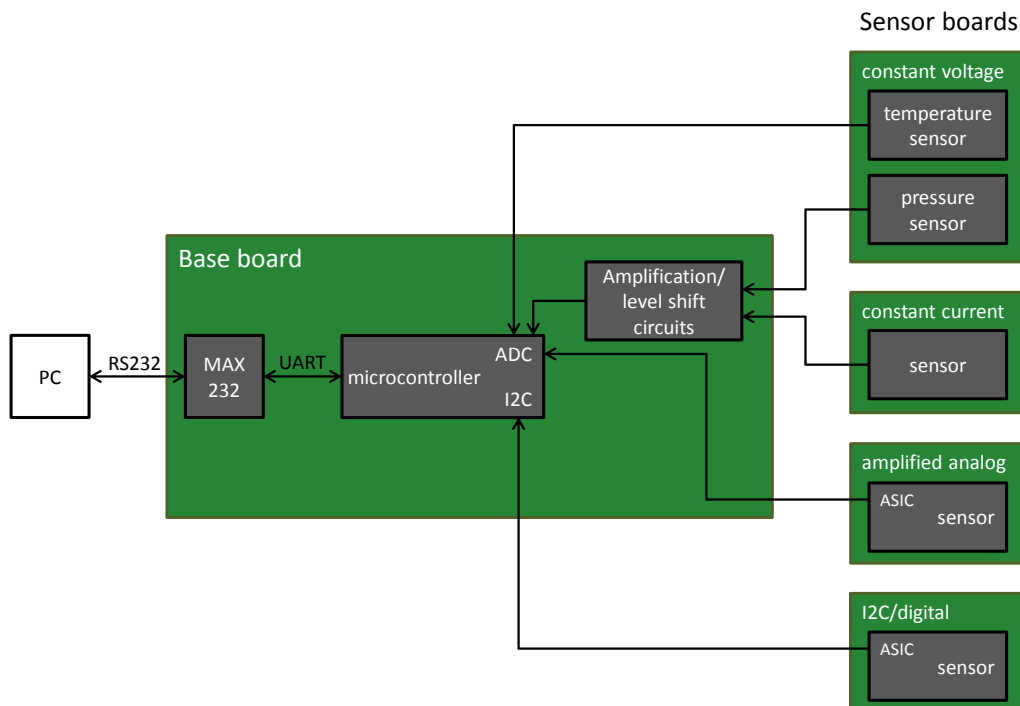 Sensor boards
constant voltage
temperature
sensor
pressure
sensor
Base board
Amplification/
level shift
circuits
constant current
sensor
PC
RS232
MAX
232
UART
microcontroller
ADC
I2C
amplified analog
ASIC
sensor
I2C/digital
ASIC
sensor